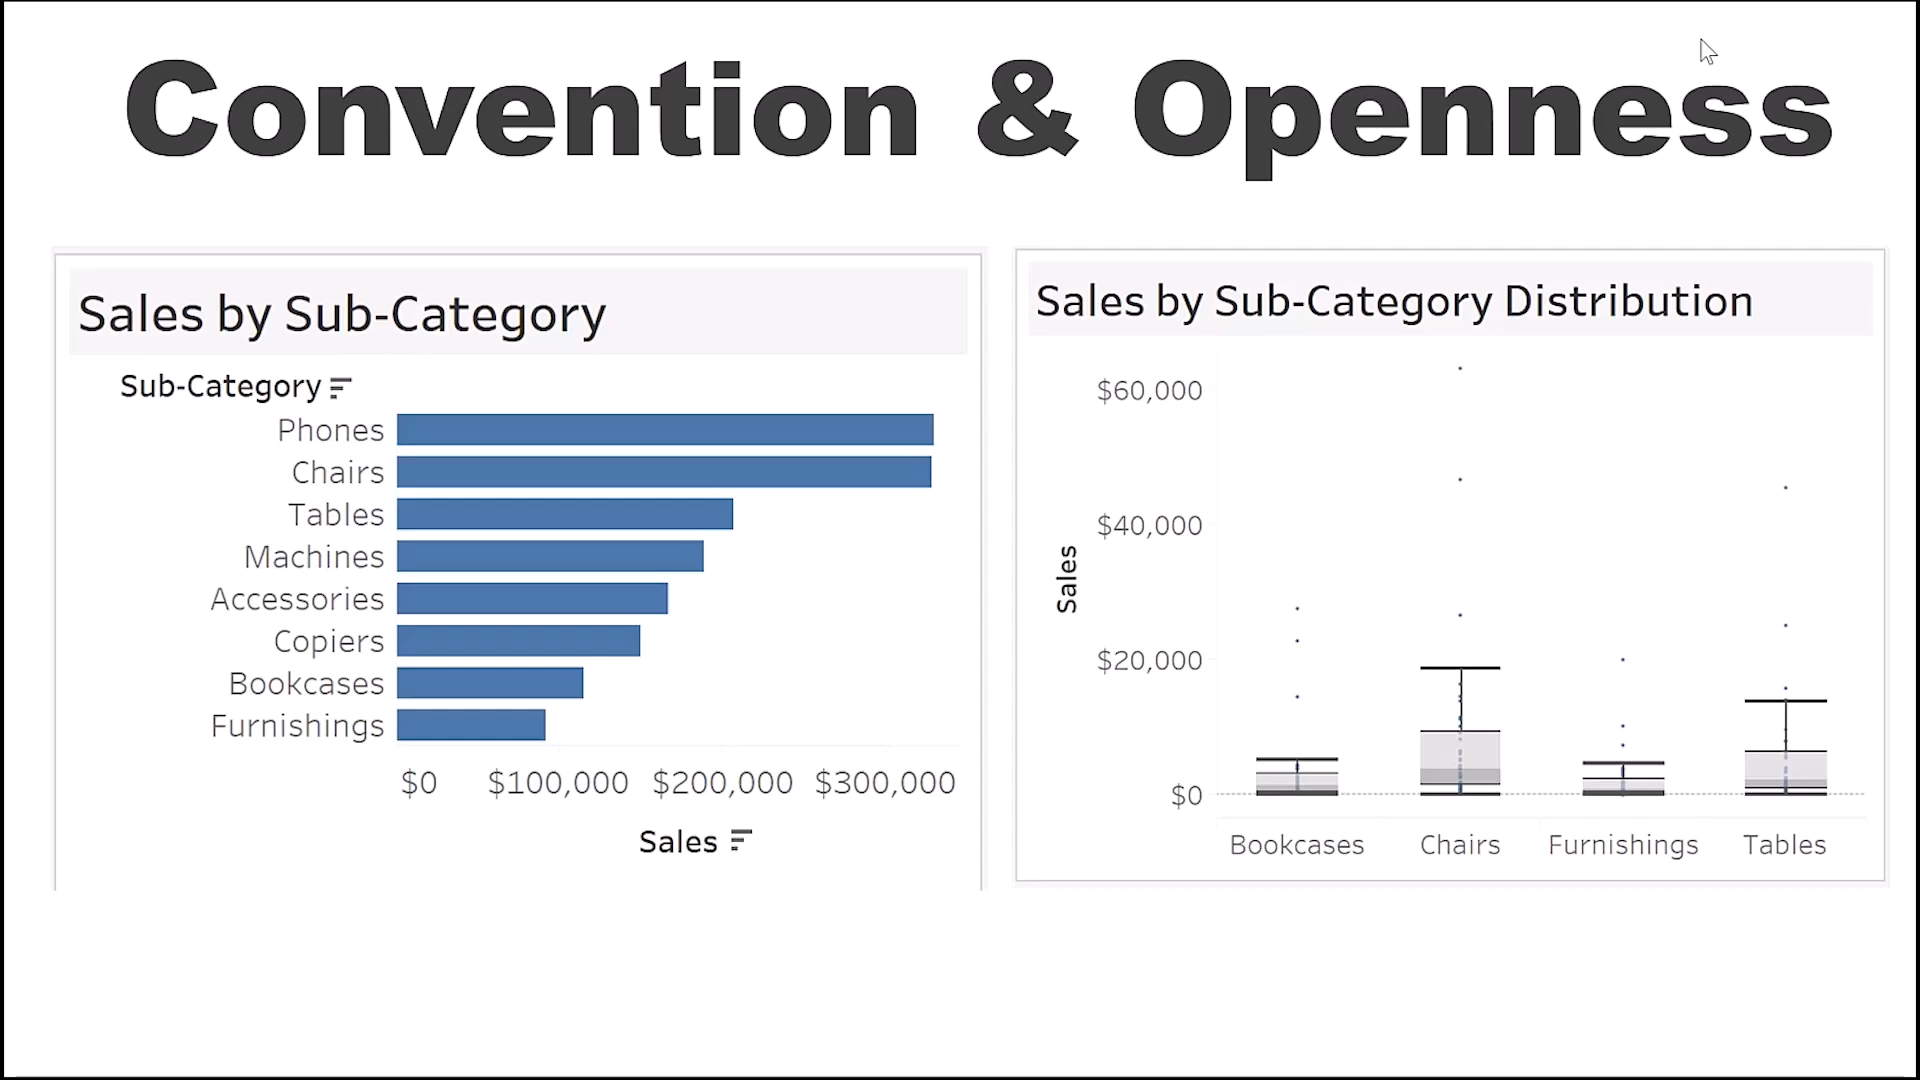 Convention & Openness
Sales by Sub-Category
Sub-Category
Phones
Chairs
Tables
Machines
Accessories
Copiers
Bookcases
Furnishings
$0 $100,000 $200,000 $300,000
Sales
Sales by Sub-Category Distribution
$60,000
$40,000
$20,000
$0
Sales
Bookcases Chairs Furnishings Tables